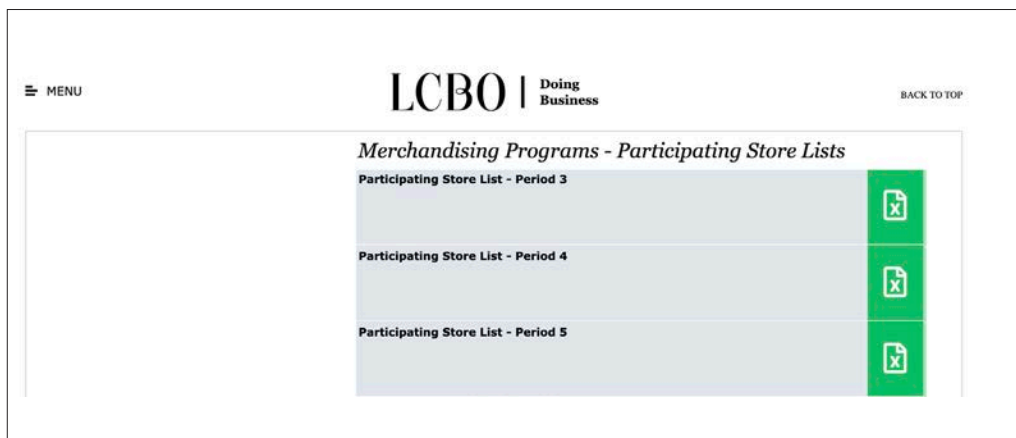 MENU
LCBO | Doing Business
BACK TO TOP
Merchandising Programs - Participating Store Lists
Participating Store List - Period 3
Participating Store List - Period 4
Participating Store List - Period 5